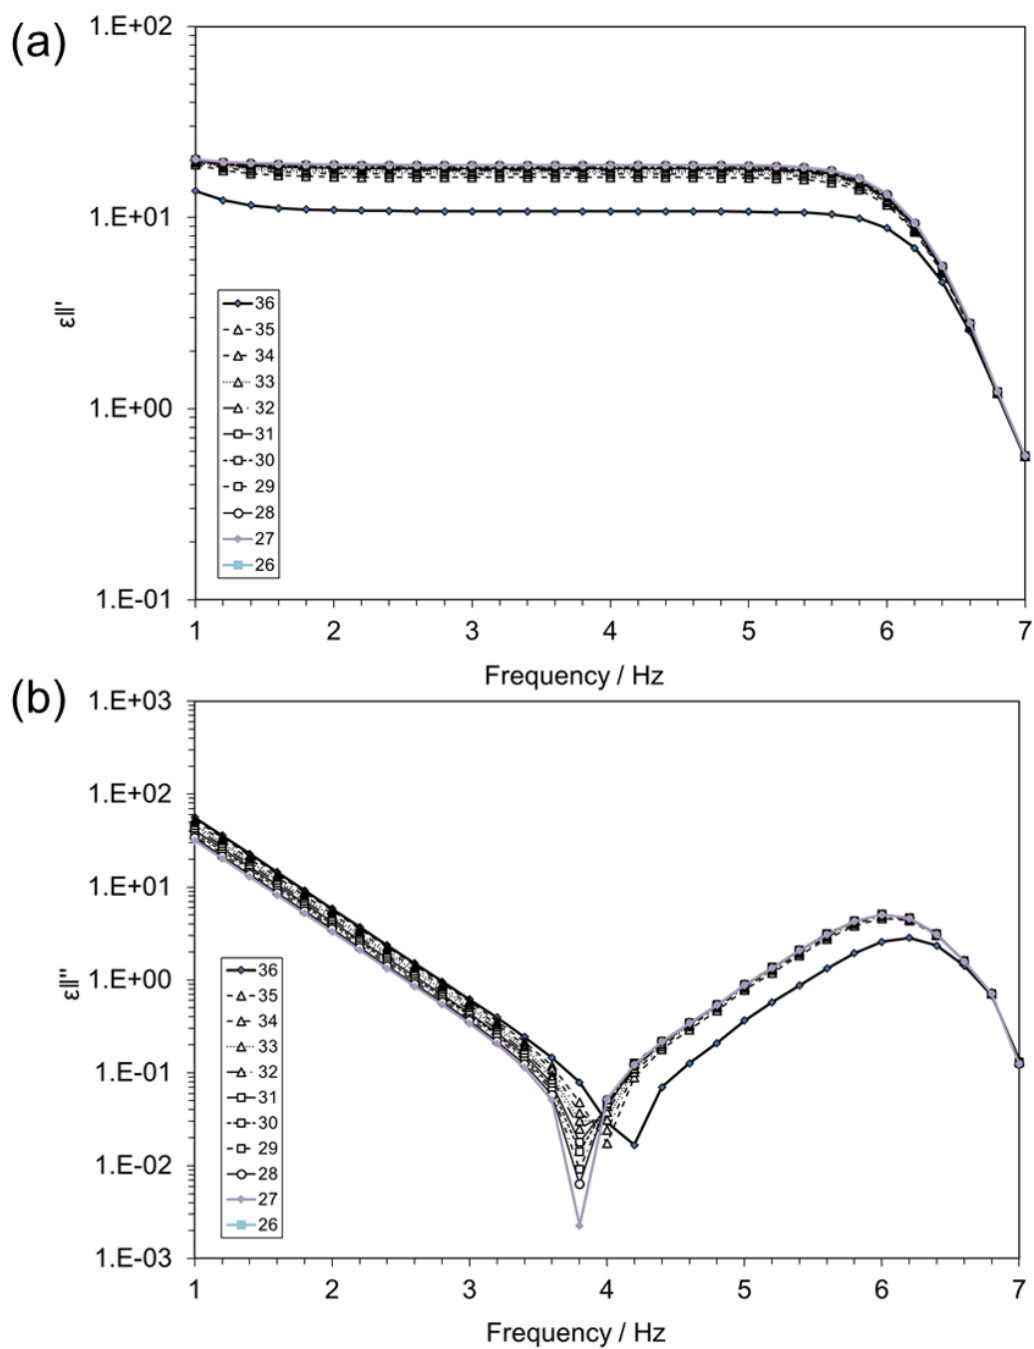 (a)
1.E+02
1.E+01
1.E+00
1.E-01
ε||'
36
35
34
33
32
31
30
29
28
27
26
1 2 3 4 5 6 7
Frequency / Hz
(b)
1.E+03
1.E+02
1.E+01
1.E+00
1.E-01
1.E-02
1.E-03
ε||''
36
35
34
33
32
31
30
29
28
27
26
1 2 3 4 5 6 7
Frequency / Hz